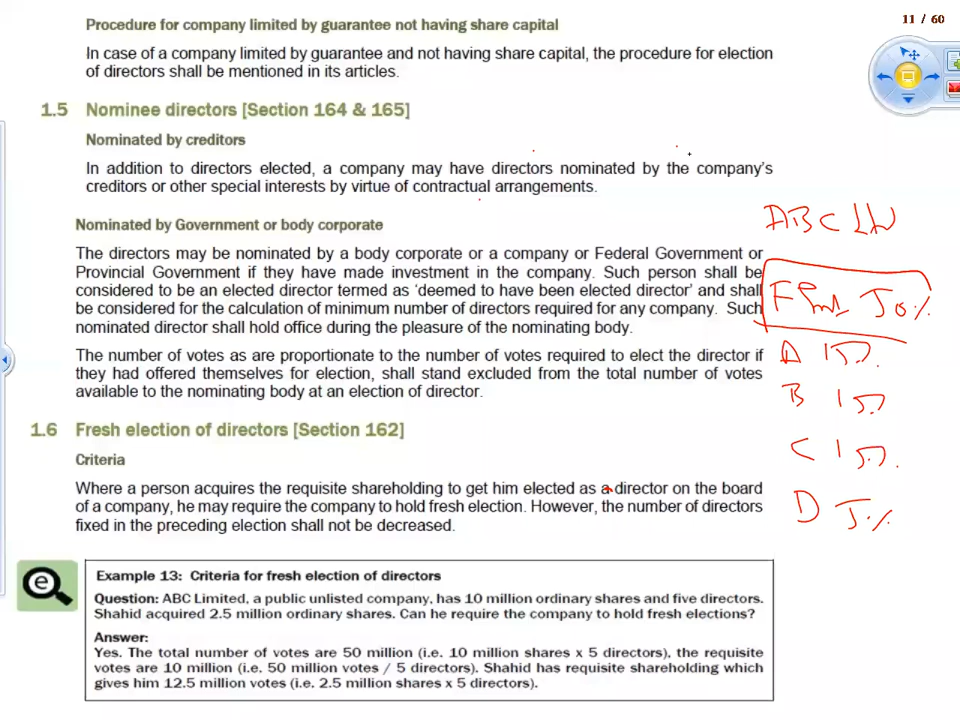 11 / 60
Procedure for company limited by guarantee not having share capital
In case of a company limited by guarantee and not having share capital, the procedure for election
of directors shall be mentioned in its articles.
1.5 Nominee directors [Section 164 & 165]
Nominated by creditors
In addition to directors elected, a company may have directors nominated by the company's
creditors or other special interests by virtue of contractual arrangements.
Nominated by Government or body corporate
The directors may be nominated by a body corporate or a company or Federal Government or
Provincial Government if they have made investment in the company. Such person shall be
considered to be an elected director termed as 'deemed to have been elected director' and shall
be considered for the calculation of minimum number of directors required for any company. Such
nominated director shall hold office during the pleasure of the nominating body.
The number of votes as are proportionate to the number of votes required to elect the director if
they had offered themselves for election, shall stand excluded from the total number of votes
available to the nominating body at an election of director.
1.6 Fresh election of directors [Section 162]
Criteria
Where a person acquires the requisite shareholding to get him elected as a director on the board
of a company, he may require the company to hold fresh election. However, the number of directors
fixed in the preceding election shall not be decreased.
Example 13: Criteria for fresh election of directors
Question: ABC Limited, a public unlisted company, has 10 million ordinary shares and five directors.
Shahid acquired 2.5 million ordinary shares. Can he require the company to hold fresh elections?
Answer:
Yes. The total number of votes are 50 million (i.e. 10 million shares x 5 directors), the requisite
votes are 10 million (i.e. 50 million votes / 5 directors). Shahid has requisite shareholding which
gives him 12.5 million votes (i.e. 2.5 million shares x 5 directors).
ABC
A
B
C
D